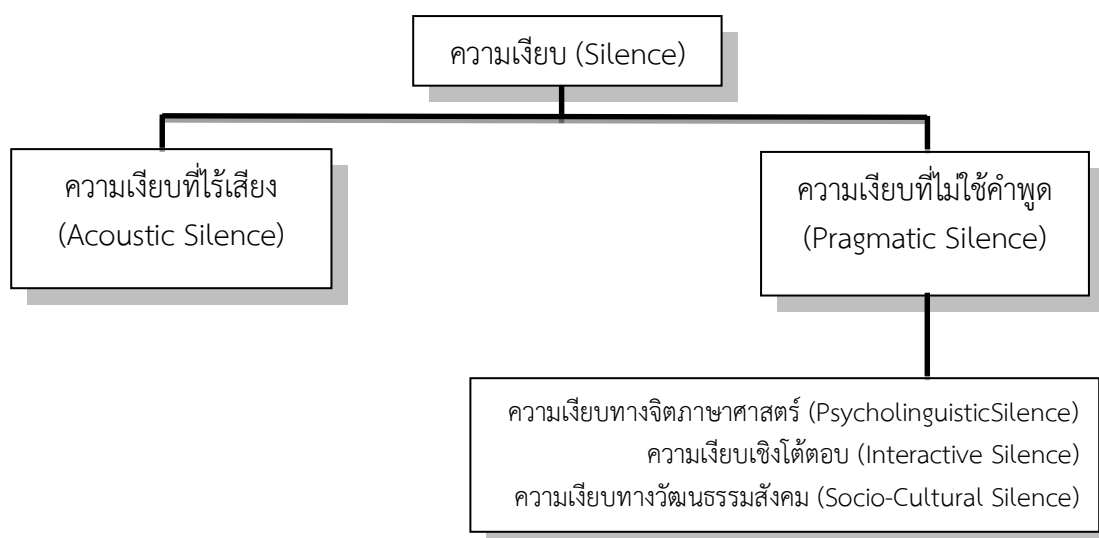 ความเงียบ (Silence)
ความเงียบที่ไร้เสียง
(Acoustic Silence)
ความเงียบที่ไม่ใช้คำพูด
(Pragmatic Silence)
ความเงียบทางจิตภาษาศาสตร์ (PsycholinguisticSilence)
ความเงียบเชิงโต้ตอบ (Interactive Silence)
ความเงียบทางวัฒนธรรมสังคม (Socio-Cultural Silence)